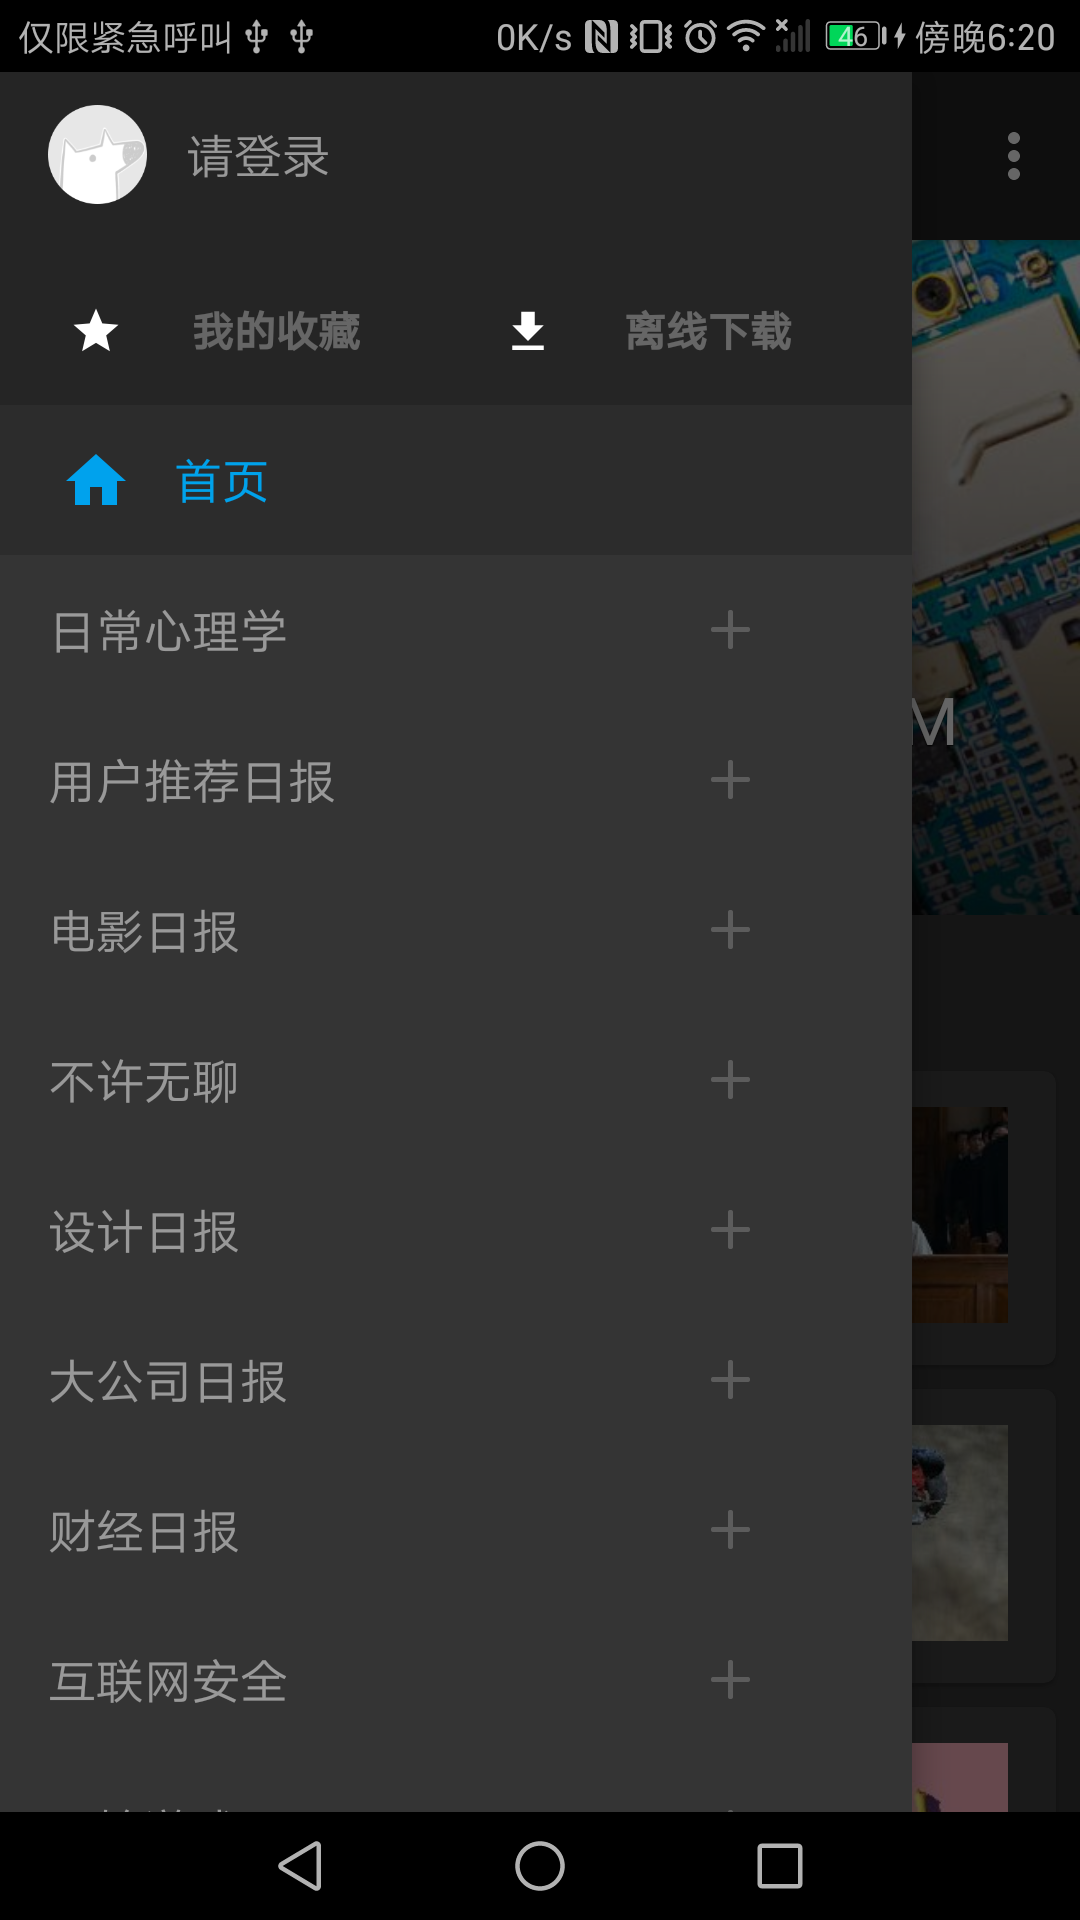 仅限紧急呼叫 0K/s 46 傍晚6:20
请登录
我的收藏 离线下载
首页
日常心理学
用户推荐日报
M
电影日报
不许无聊
设计日报
大公司日报
财经日报
互联网安全